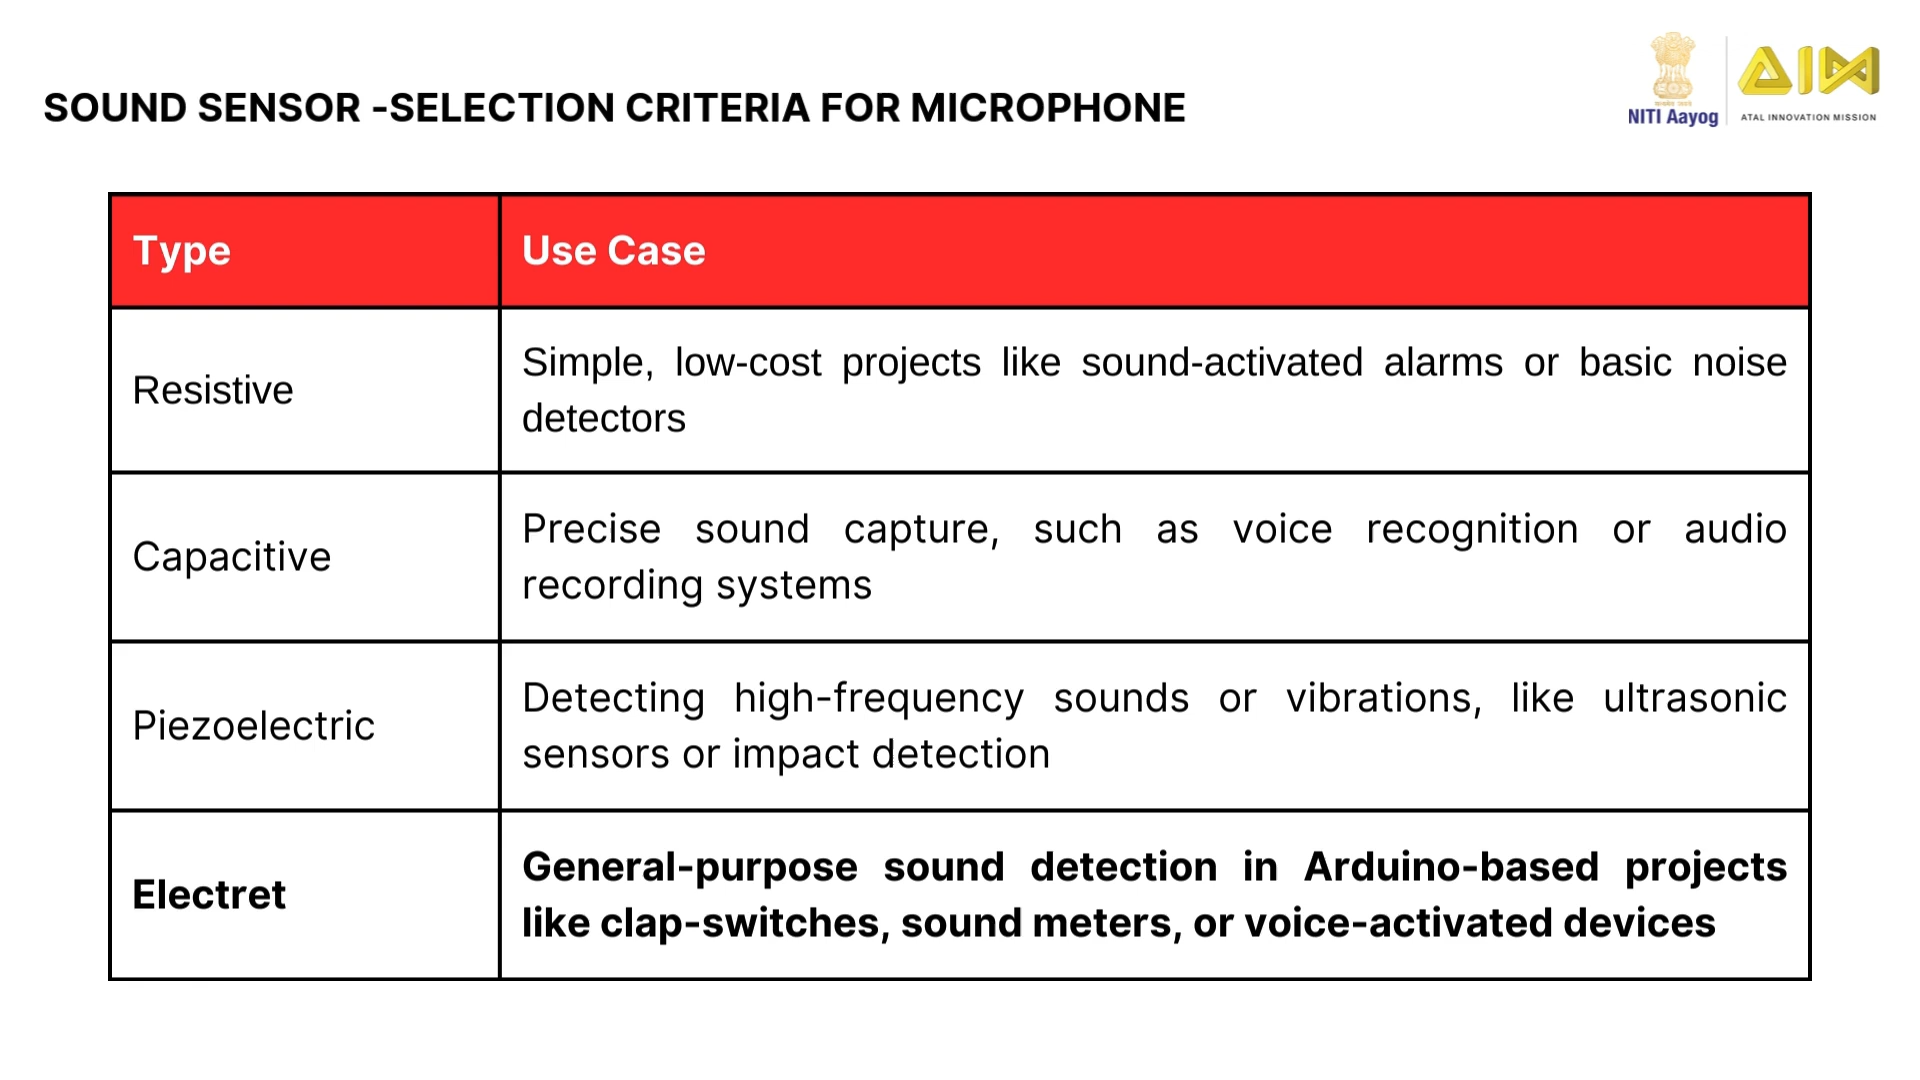 SOUND SENSOR -SELECTION CRITERIA FOR MICROPHONE
NITI Aayog
ATAL INNOVATION MISSION
Type
Use Case
Resistive
Simple, low-cost projects like sound-activated alarms or basic noise
detectors
Capacitive
Precise sound capture, such as voice recognition or audio
recording systems
Piezoelectric
Detecting high-frequency sounds or vibrations, like ultrasonic
sensors or impact detection
Electret
General-purpose sound detection in Arduino-based projects
like clap-switches, sound meters, or voice-activated devices